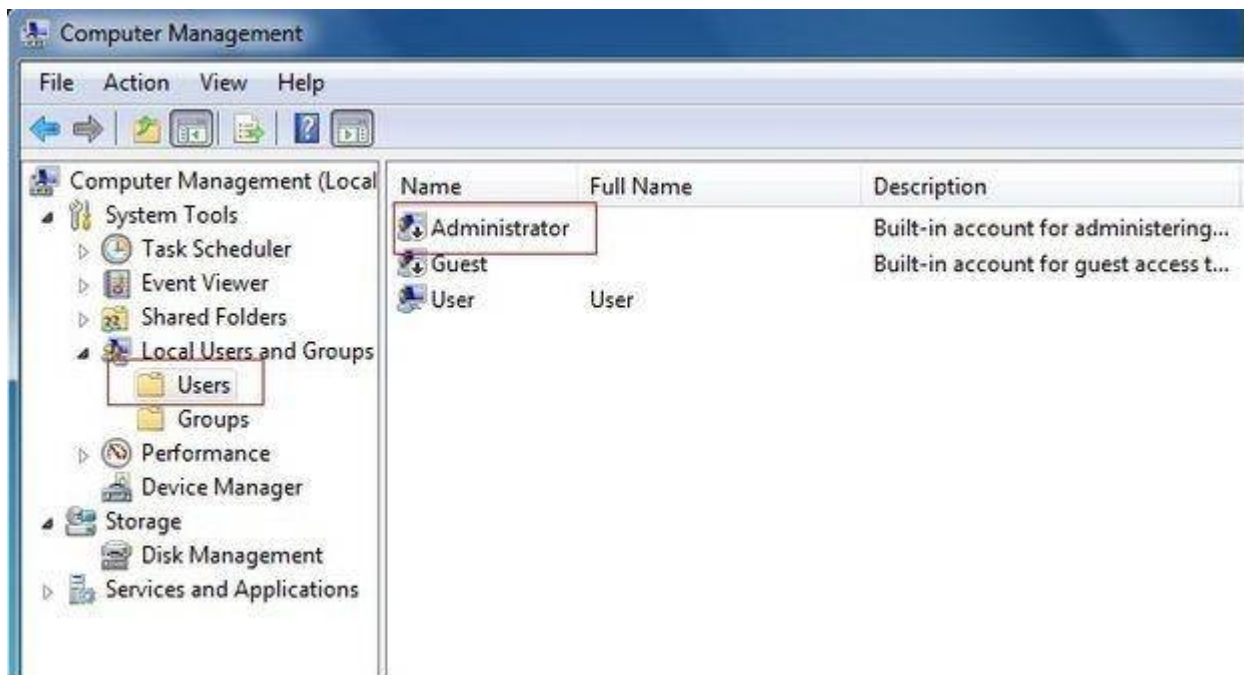 Computer Management
File Action View Help
Computer Management (Local
System Tools
Task Scheduler
Event Viewer
Shared Folders
Local Users and Groups
Users
Groups
Performance
Device Manager
Storage
Disk Management
Services and Applications
Name Full Name Description
Administrator Built-in account for administering...
Guest Built-in account for guest access t...
User User